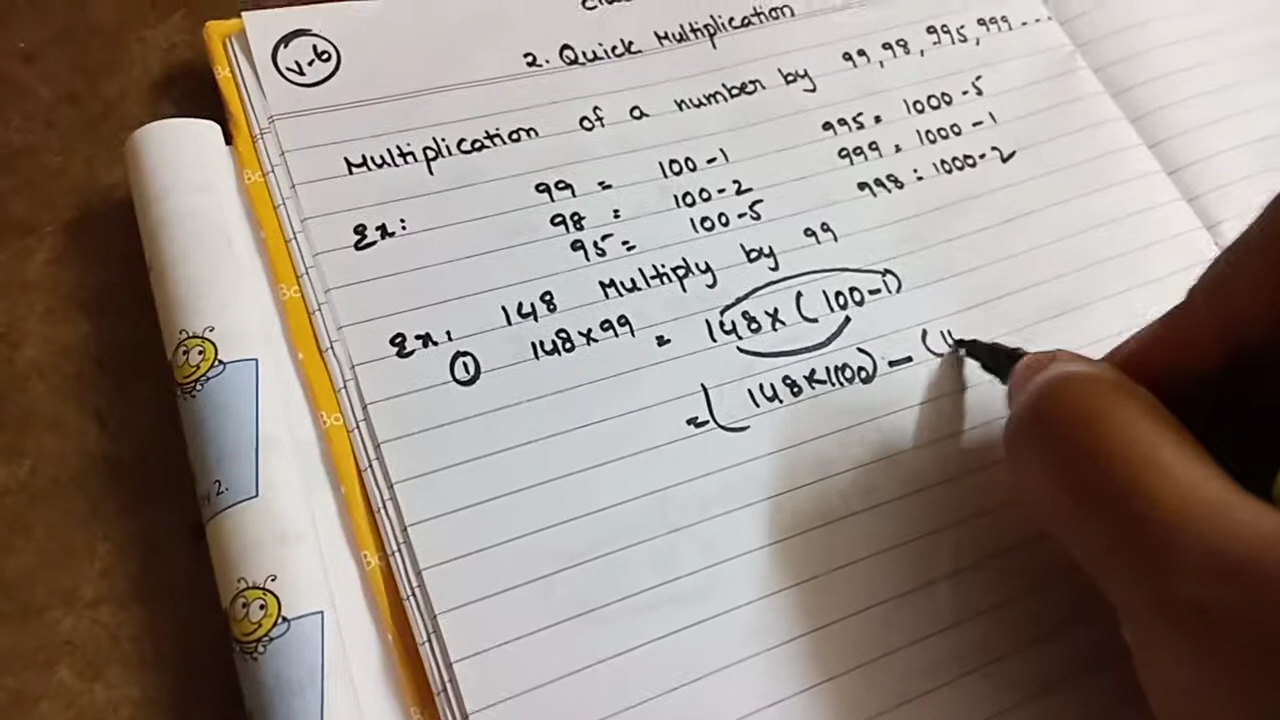 V-6
2. Quick Multiplication
Multiplication of a number by 99, 98, 995, 999 ....
Ex: 99 = 100-1 995 = 1000-5
98 = 100-2 999 = 1000-1
95 = 100-5 998 = 1000-2
Ex: 148 Multiply by 99
① 148×99 = 148×(100-1)
= (148×100) - (14